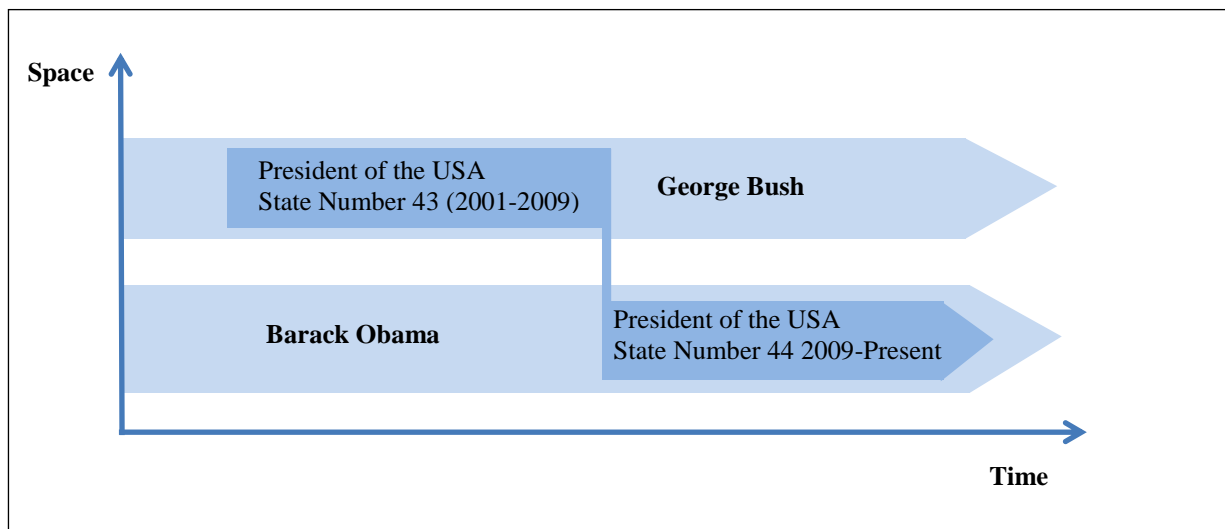 Space
President of the USA
State Number 43 (2001-2009)
George Bush
Barack Obama
President of the USA
State Number 44 2009-Present
Time